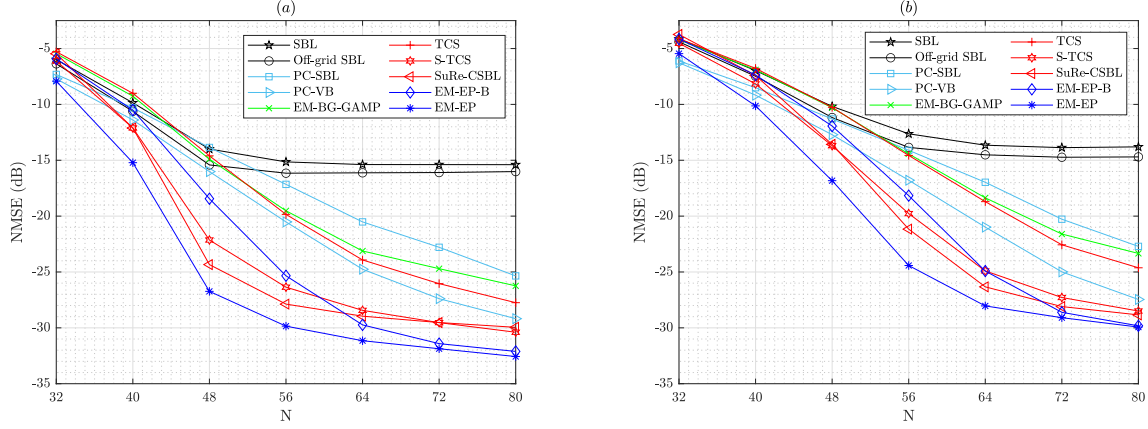 (a)
-5
-10
-15
-20
-25
-30
-35
NMSE (dB)
32 40 48 56 64 72 80
N
SBL
Off-grid SBL
PC-SBL
PC-VB
EM-BG-GAMP
TCS
S-TCS
SuRe-CSBL
EM-EP-B
EM-EP
(b)
-5
-10
-15
-20
-25
-30
-35
NMSE (dB)
32 40 48 56 64 72 80
N
SBL
Off-grid SBL
PC-SBL
PC-VB
EM-BG-GAMP
TCS
S-TCS
SuRe-CSBL
EM-EP-B
EM-EP